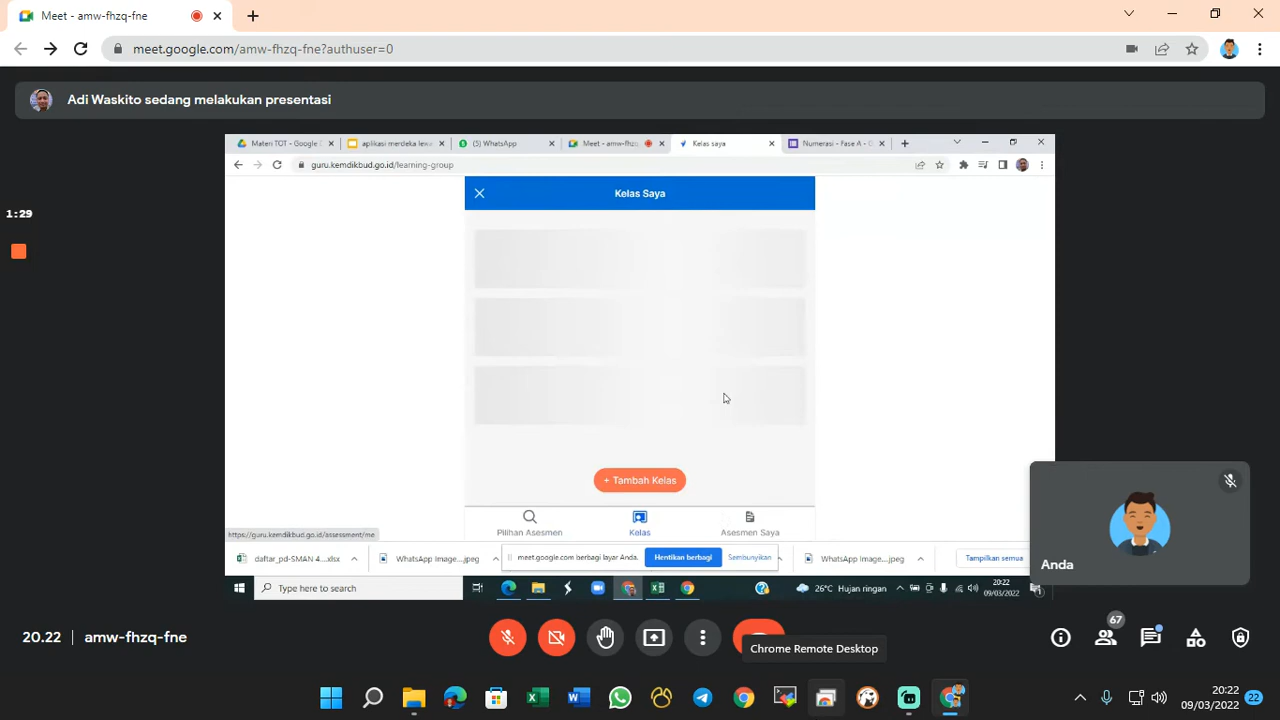 Meet - amw-fhzq-fne
meet.google.com/amw-fhzq-fne?authuser=0
Adi Waskito sedang melakukan presentasi
1:29
Materi TOT - Google
aplikasi merdeka
(5) WhatsApp
Meet - amw-fhzq-fne
Kelas saya
Numerasi - Fase A - G
guru.kemdikbud.go.id/learning-group
Kelas Saya
+ Tambah Kelas
Pilihan Asesmen
Kelas
Asesmen Saya
https://guru.kemdikbud.go.id/assessment/me
daftar_pd-SMAN 4....xlsx
WhatsApp Image....jpeg
meet.google.com berbagi layar Anda.
Hentikan berbagi
Sembunyikan
WhatsApp Image....jpeg
Tampilkan semua
Type here to search
26°C Hujan ringan
20:22
09/03/2022
Anda
20.22
amw-fhzq-fne
67
Chrome Remote Desktop
20:22
09/03/2022
22